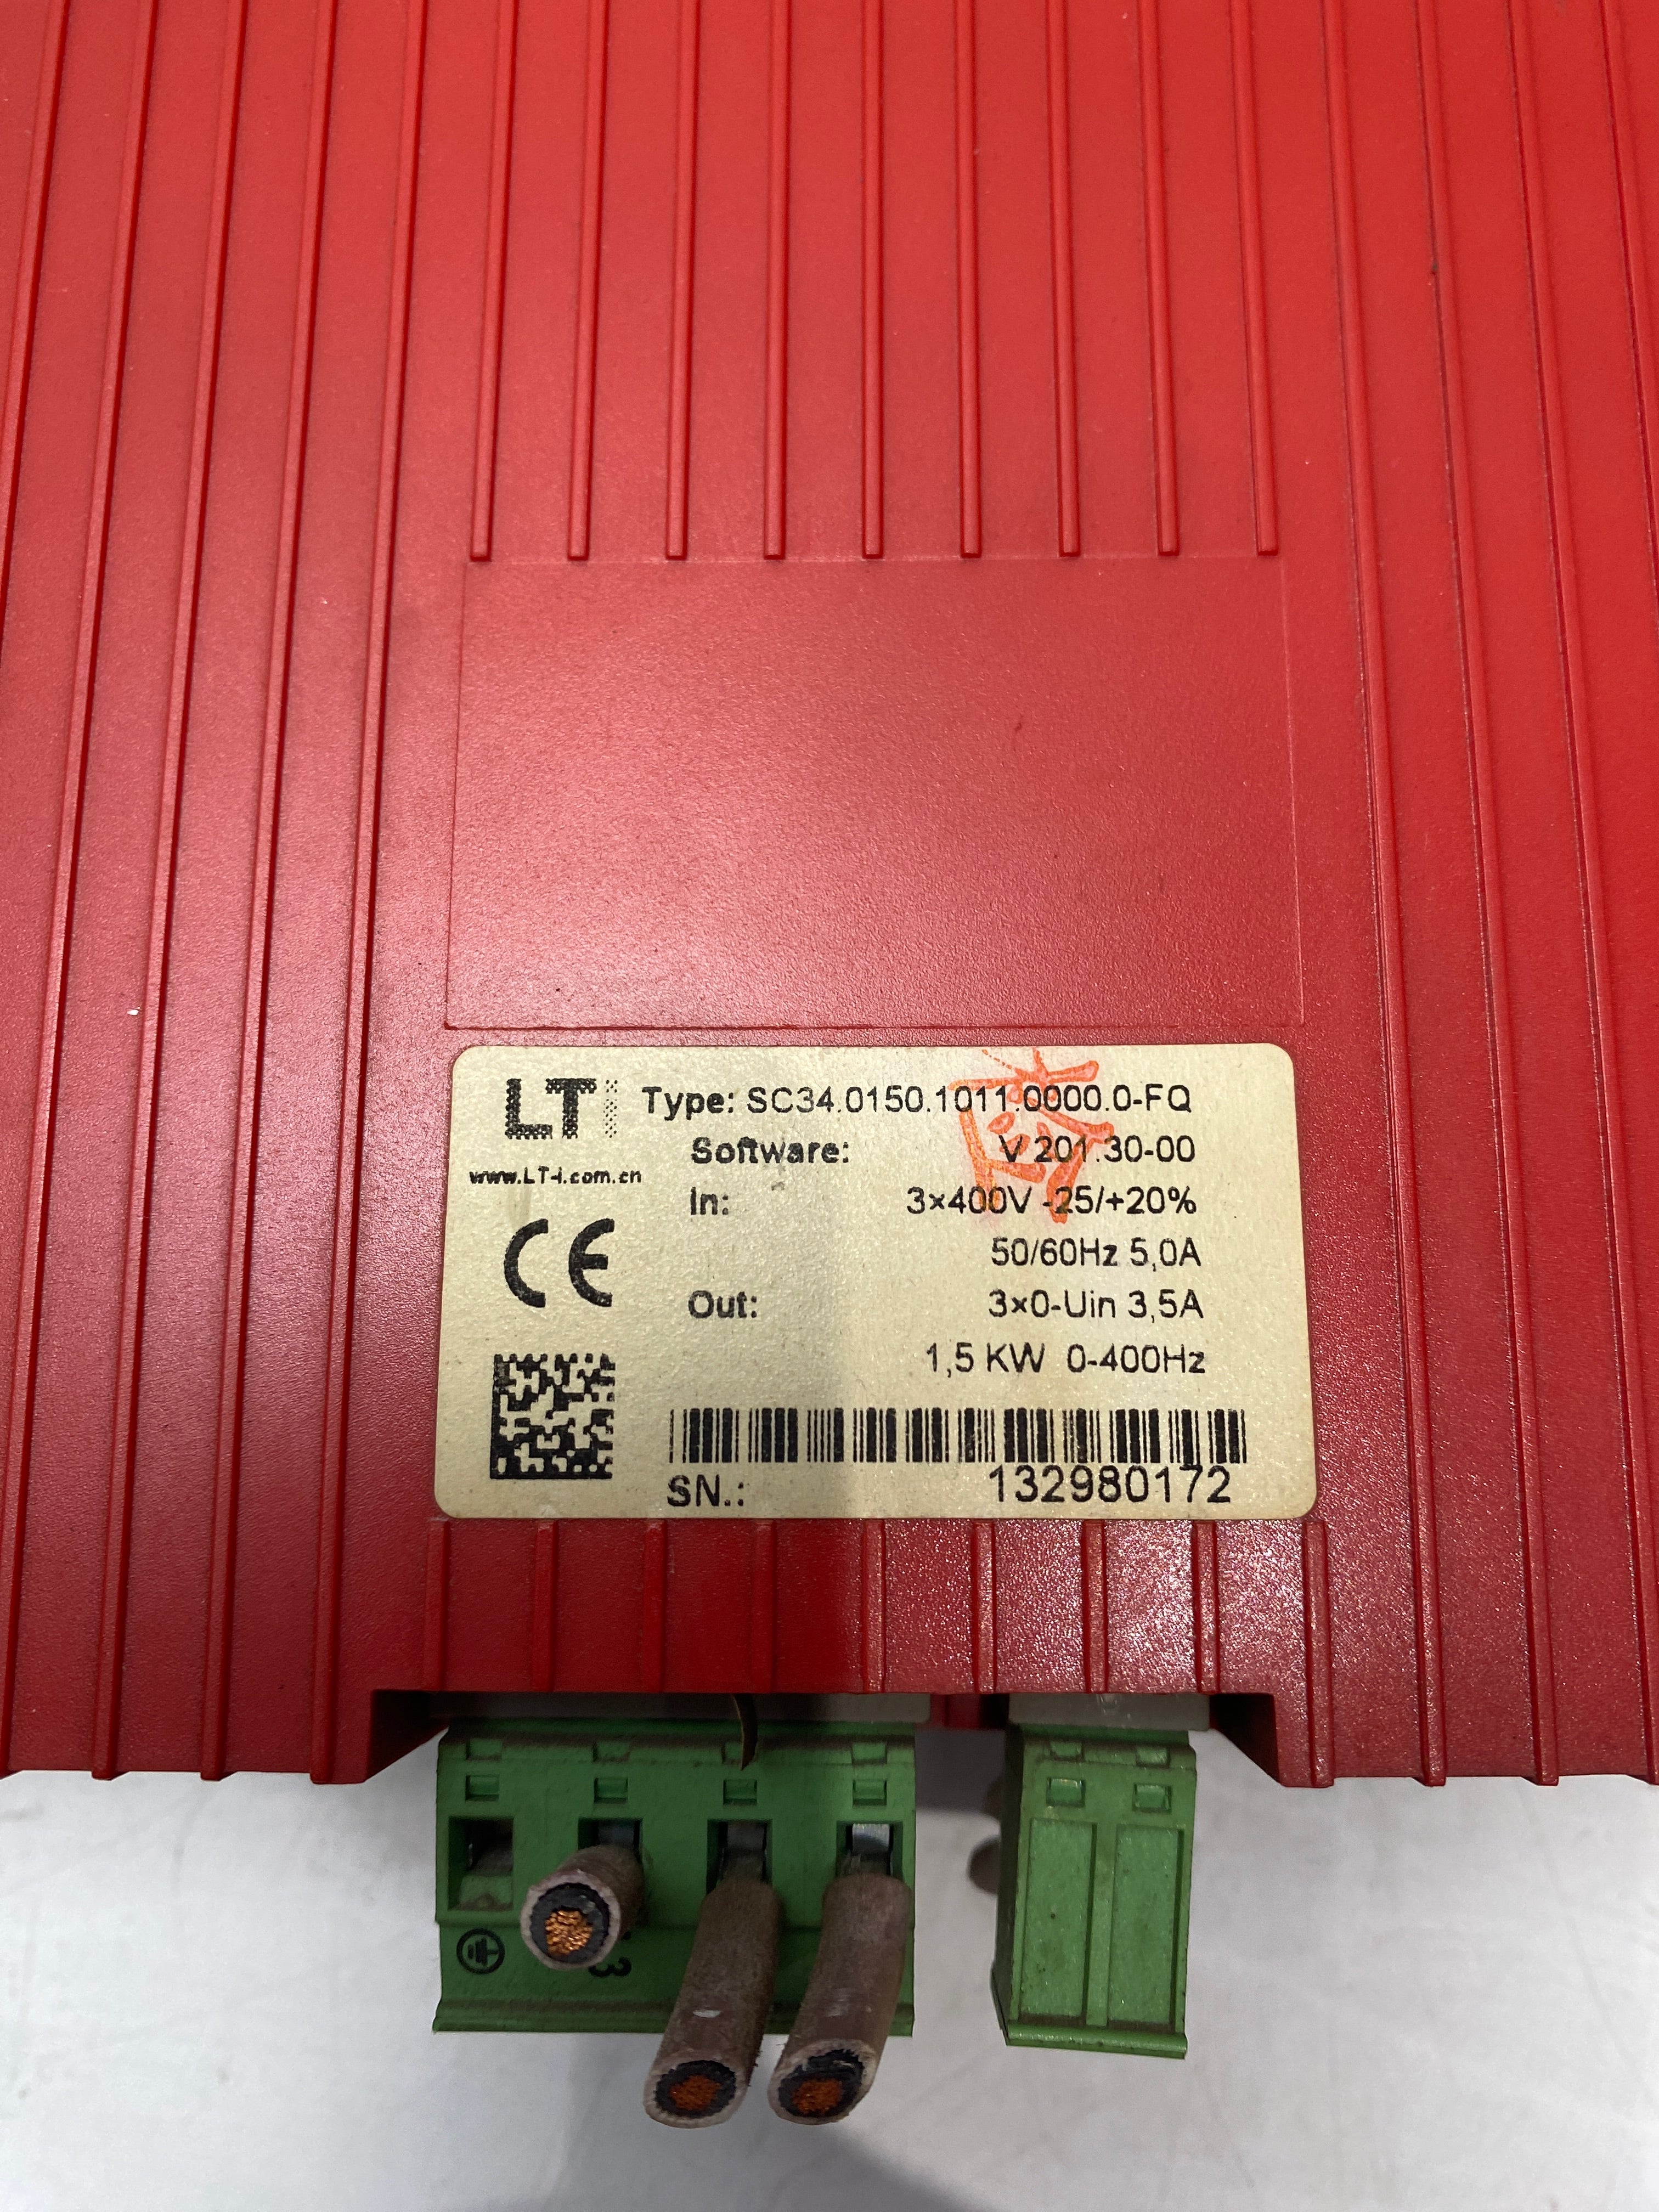 LTi
Type: SC34.0150.1011.0000.0-FQ
Software: V 201.30-00
www.LT-i.com.cn
In: 3×400V -25/+20%
50/60Hz 5,0A
CE
Out: 3×0-Uin 3,5A
1,5 KW 0-400Hz
SN.: 132980172